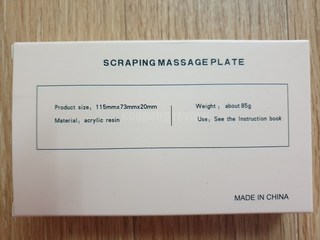 SCRAPING MASSAGE PLATE
Product size, 115mmx73mmx20mm
Weight , about 85g
Material, acrylic resin
Use, See the Instruction book
MADE IN CHINA